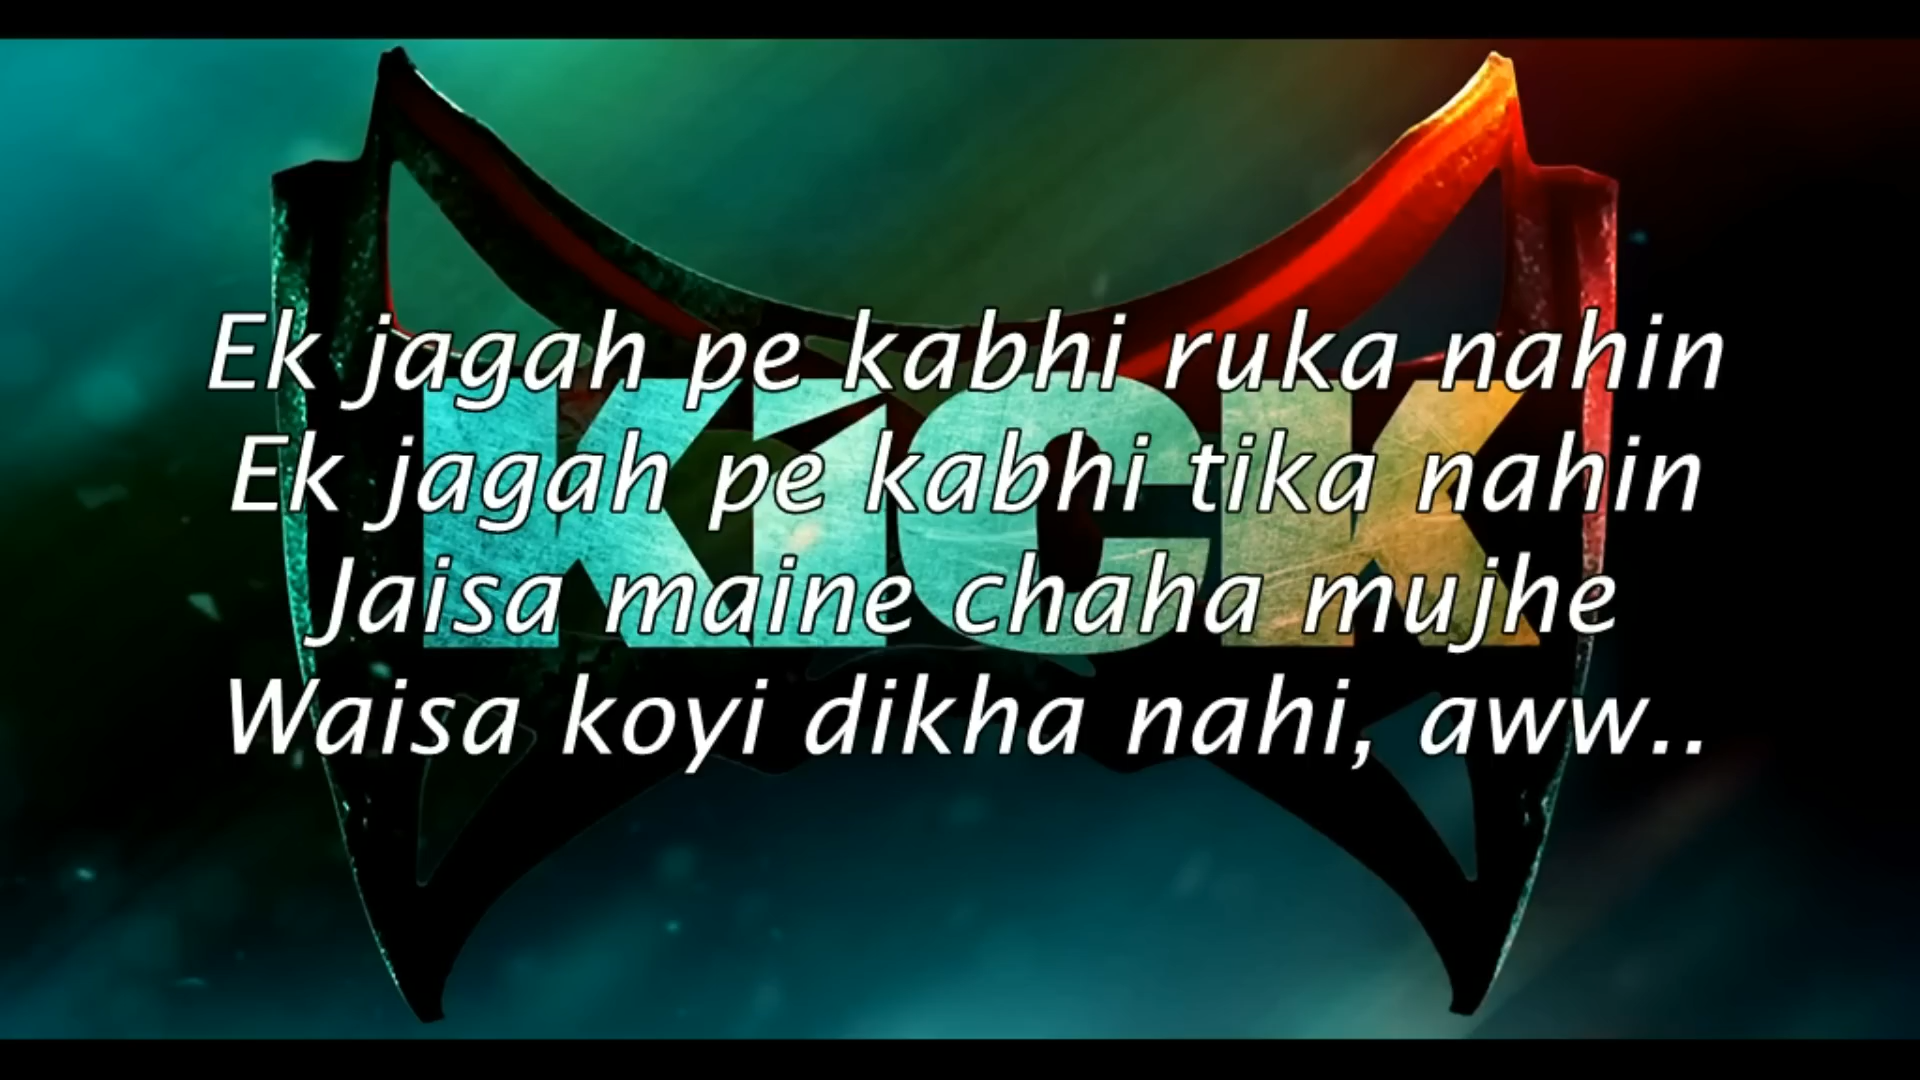 Ek jagah pe kabhi ruka nahin
KICK
Ek jagah pe kabhi tika nahin
Jaisa maine chaha mujhe
Waisa koyi dikha nahi, aww..